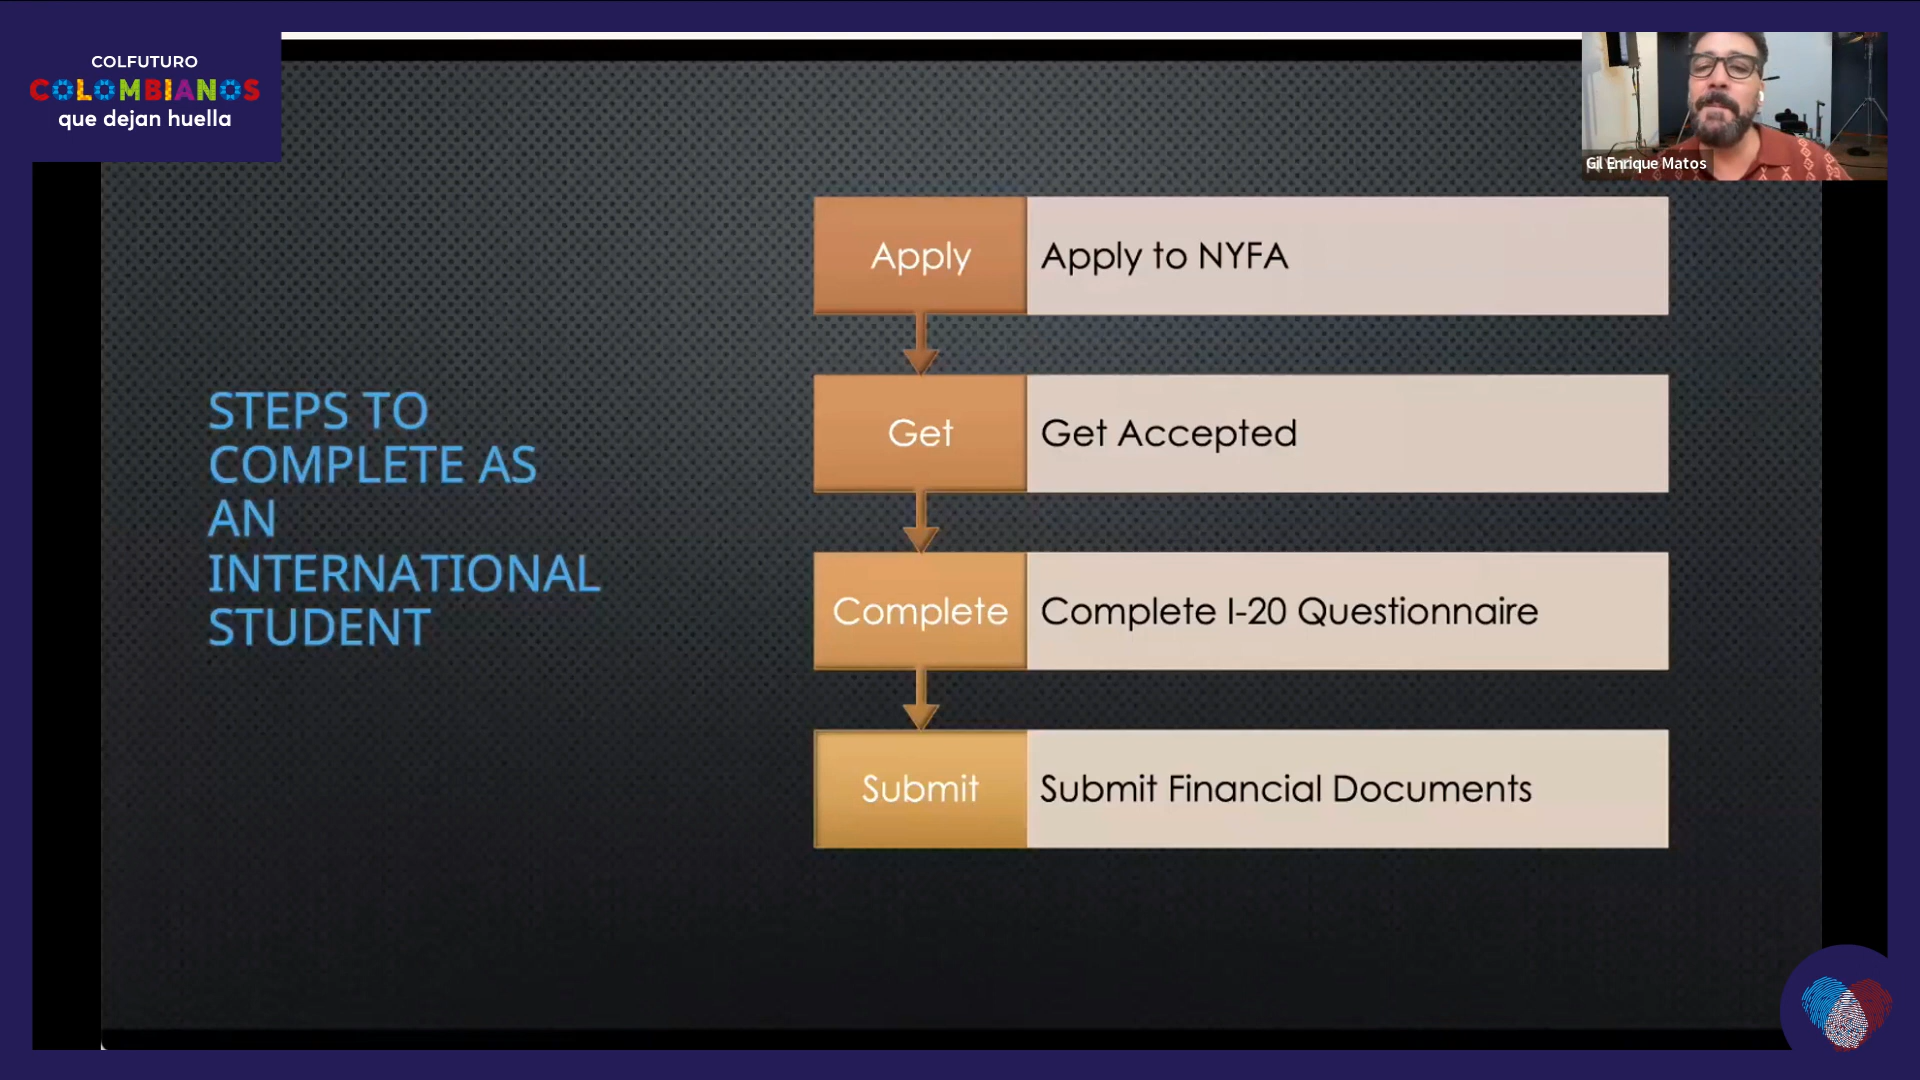 COLFUTURO
COLOMBIANOS
que dejan huella
Gil Enrique Matos
STEPS TO
COMPLETE AS
AN
INTERNATIONAL
STUDENT
Apply
Apply to NYFA
Get
Get Accepted
Complete
Complete I-20 Questionnaire
Submit
Submit Financial Documents